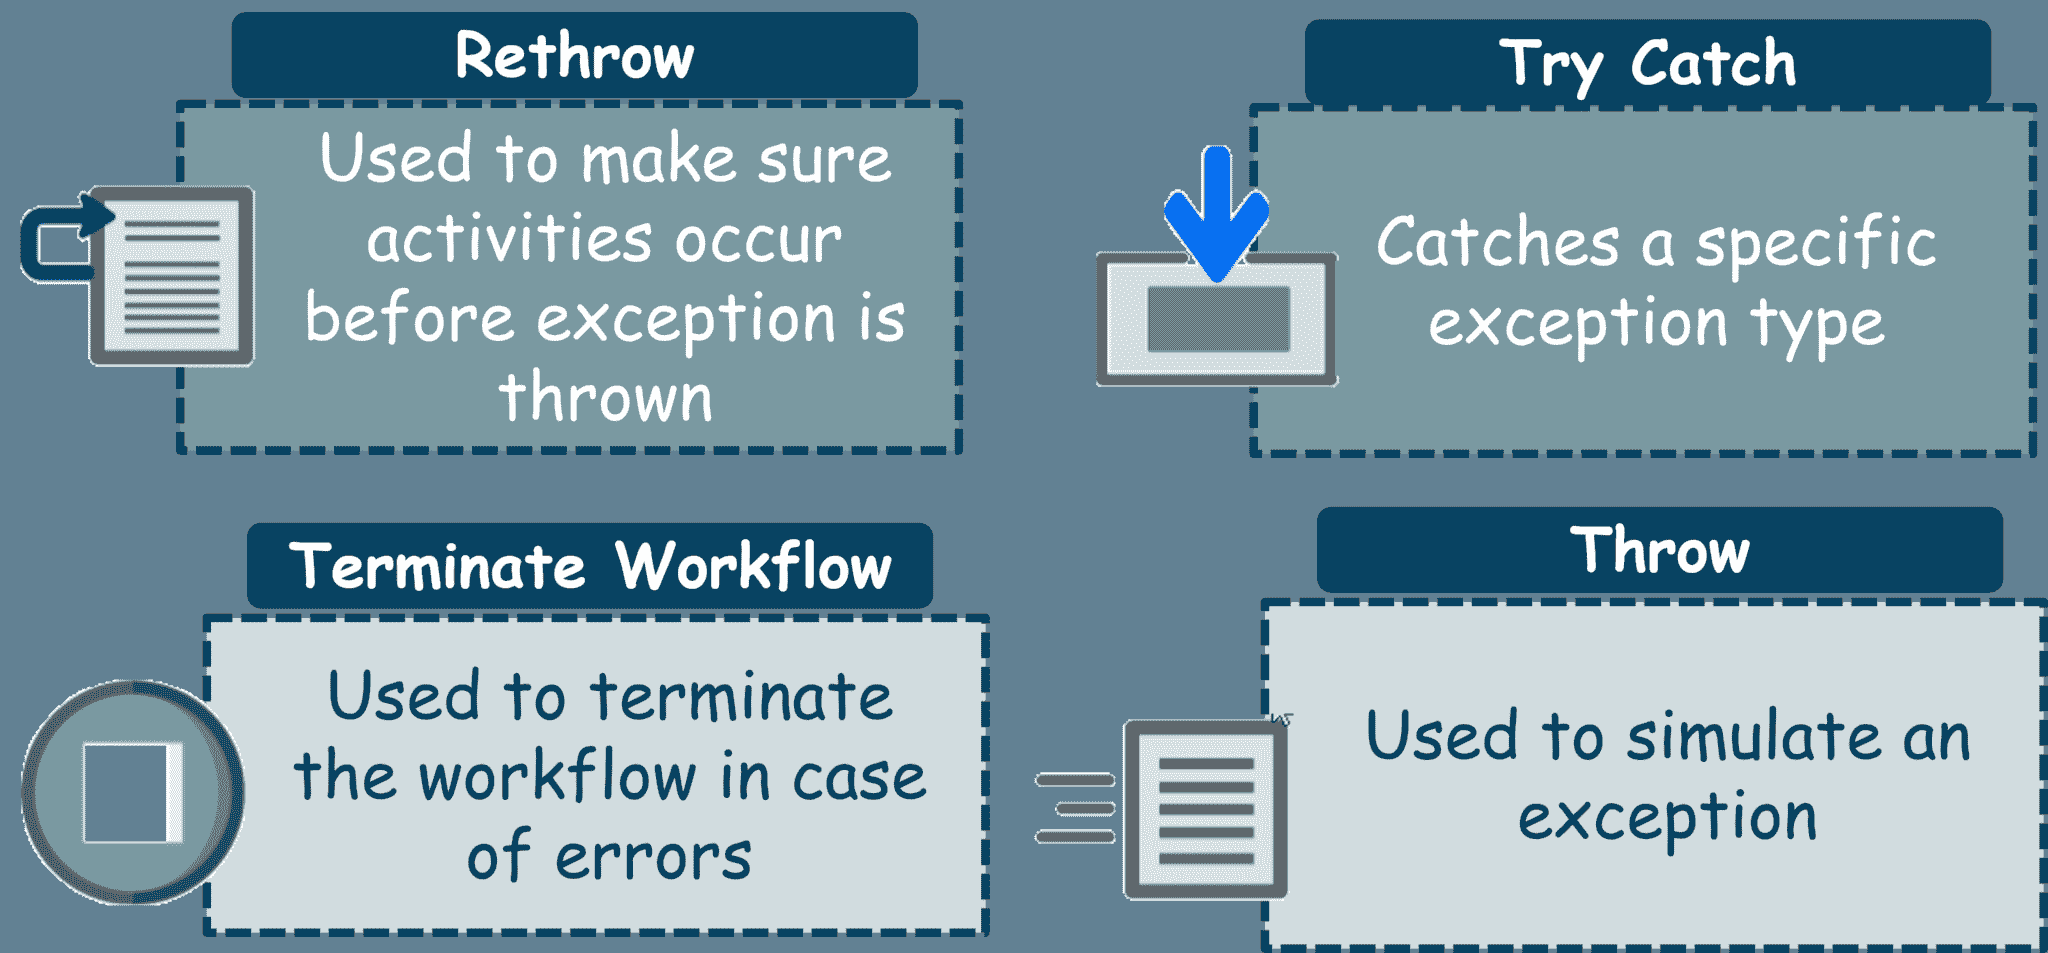 Rethrow
Used to make sure
activities occur
before exception is
thrown
Try Catch
Catches a specific
exception type
Terminate Workflow
Used to terminate
the workflow in case
of errors
Throw
Used to simulate an
exception